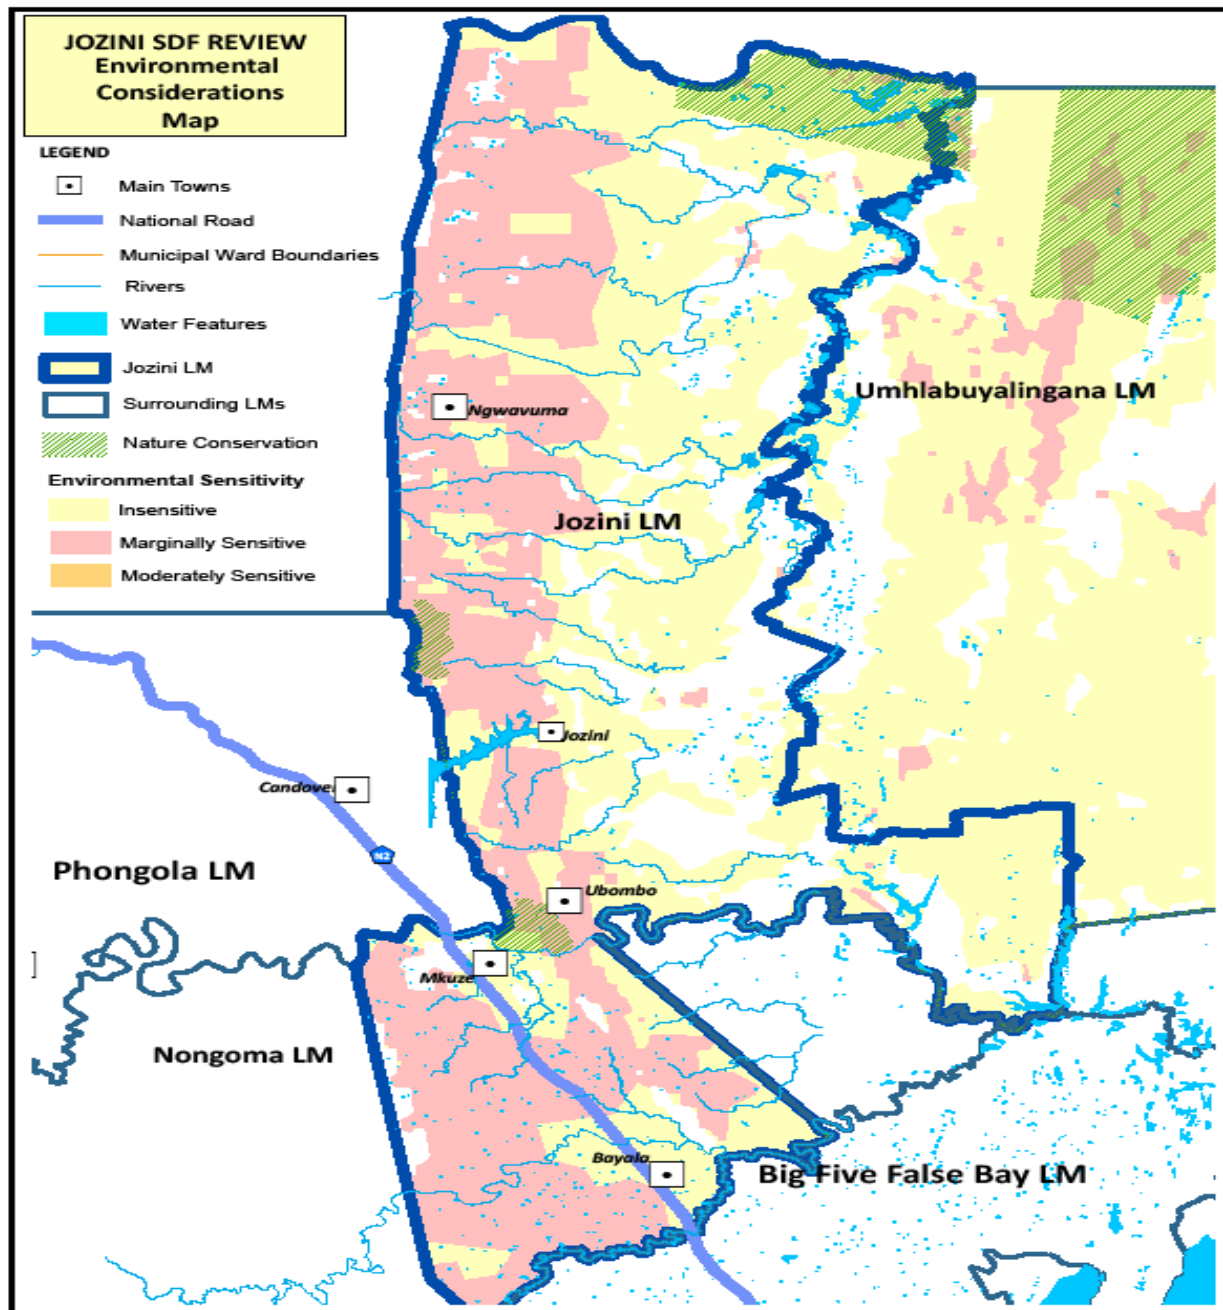 JOZINI SDF REVIEW
Environmental
Considerations
Map
LEGEND
Main Towns
National Road
Municipal Ward Boundaries
Rivers
Water Features
Jozini LM
Surrounding LMs
Nature Conservation
Environmental Sensitivity
Insensitive
Marginally Sensitive
Moderately Sensitive
Umhlabuyalingana LM
Ngwavuma
Jozini LM
Jozini
Candover
N2
Phongola LM
Ubombo
Mkuze
Nongoma LM
Bayala
Big Five False Bay LM